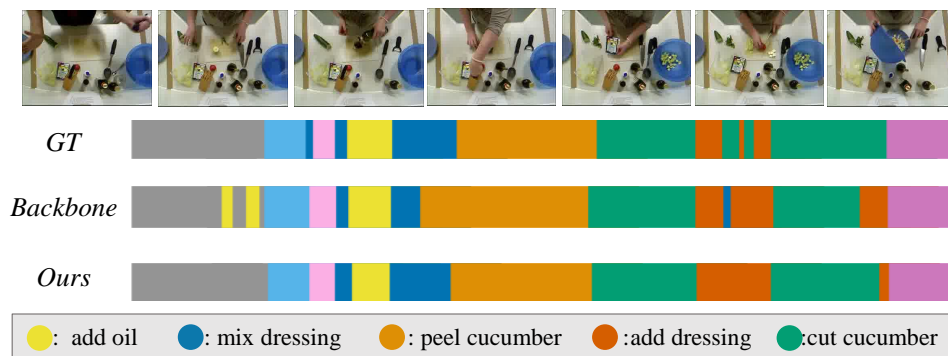 GT
Backbone
Ours
: add oil : mix dressing : peel cucumber :add dressing :cut cucumber